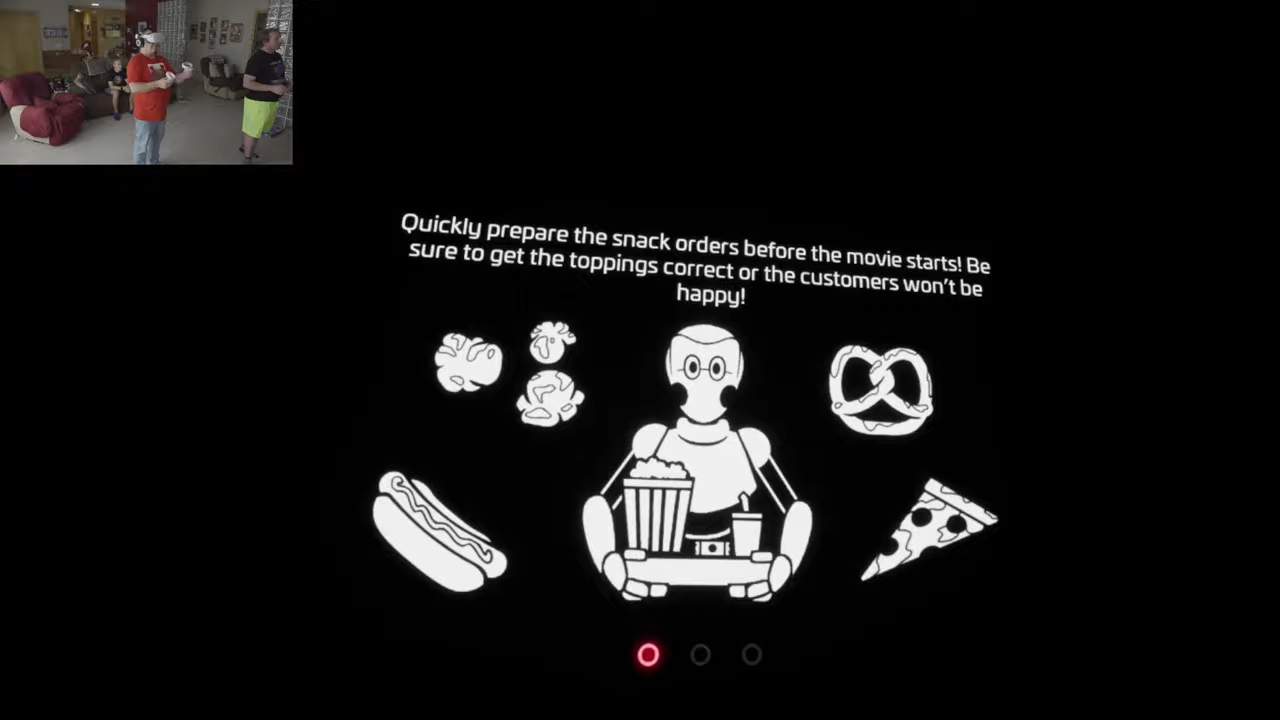 Quickly prepare the snack orders before the movie starts! Be
sure to get the toppings correct or the customers won't be
happy!